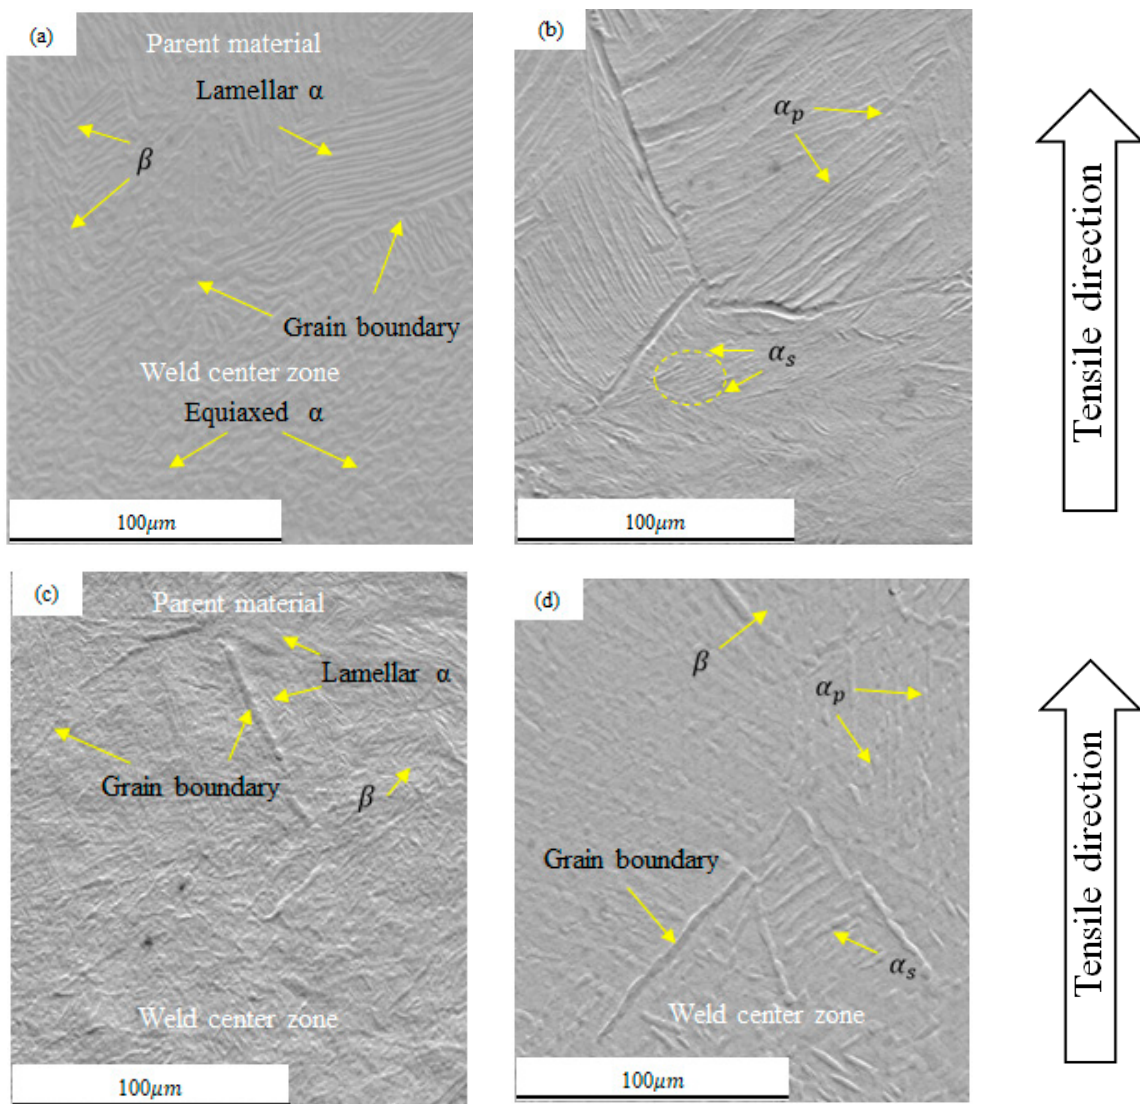 (a)
Parent material
Lamellar α
β
Grain boundary
Weld center zone
Equiaxed α
100μm
(b)
αp
αs
100μm
Tensile direction
(c)
Parent material
Lamellar α
Grain boundary
β
Weld center zone
100μm
(d)
β
αp
Grain boundary
αs
Weld center zone
100μm
Tensile direction